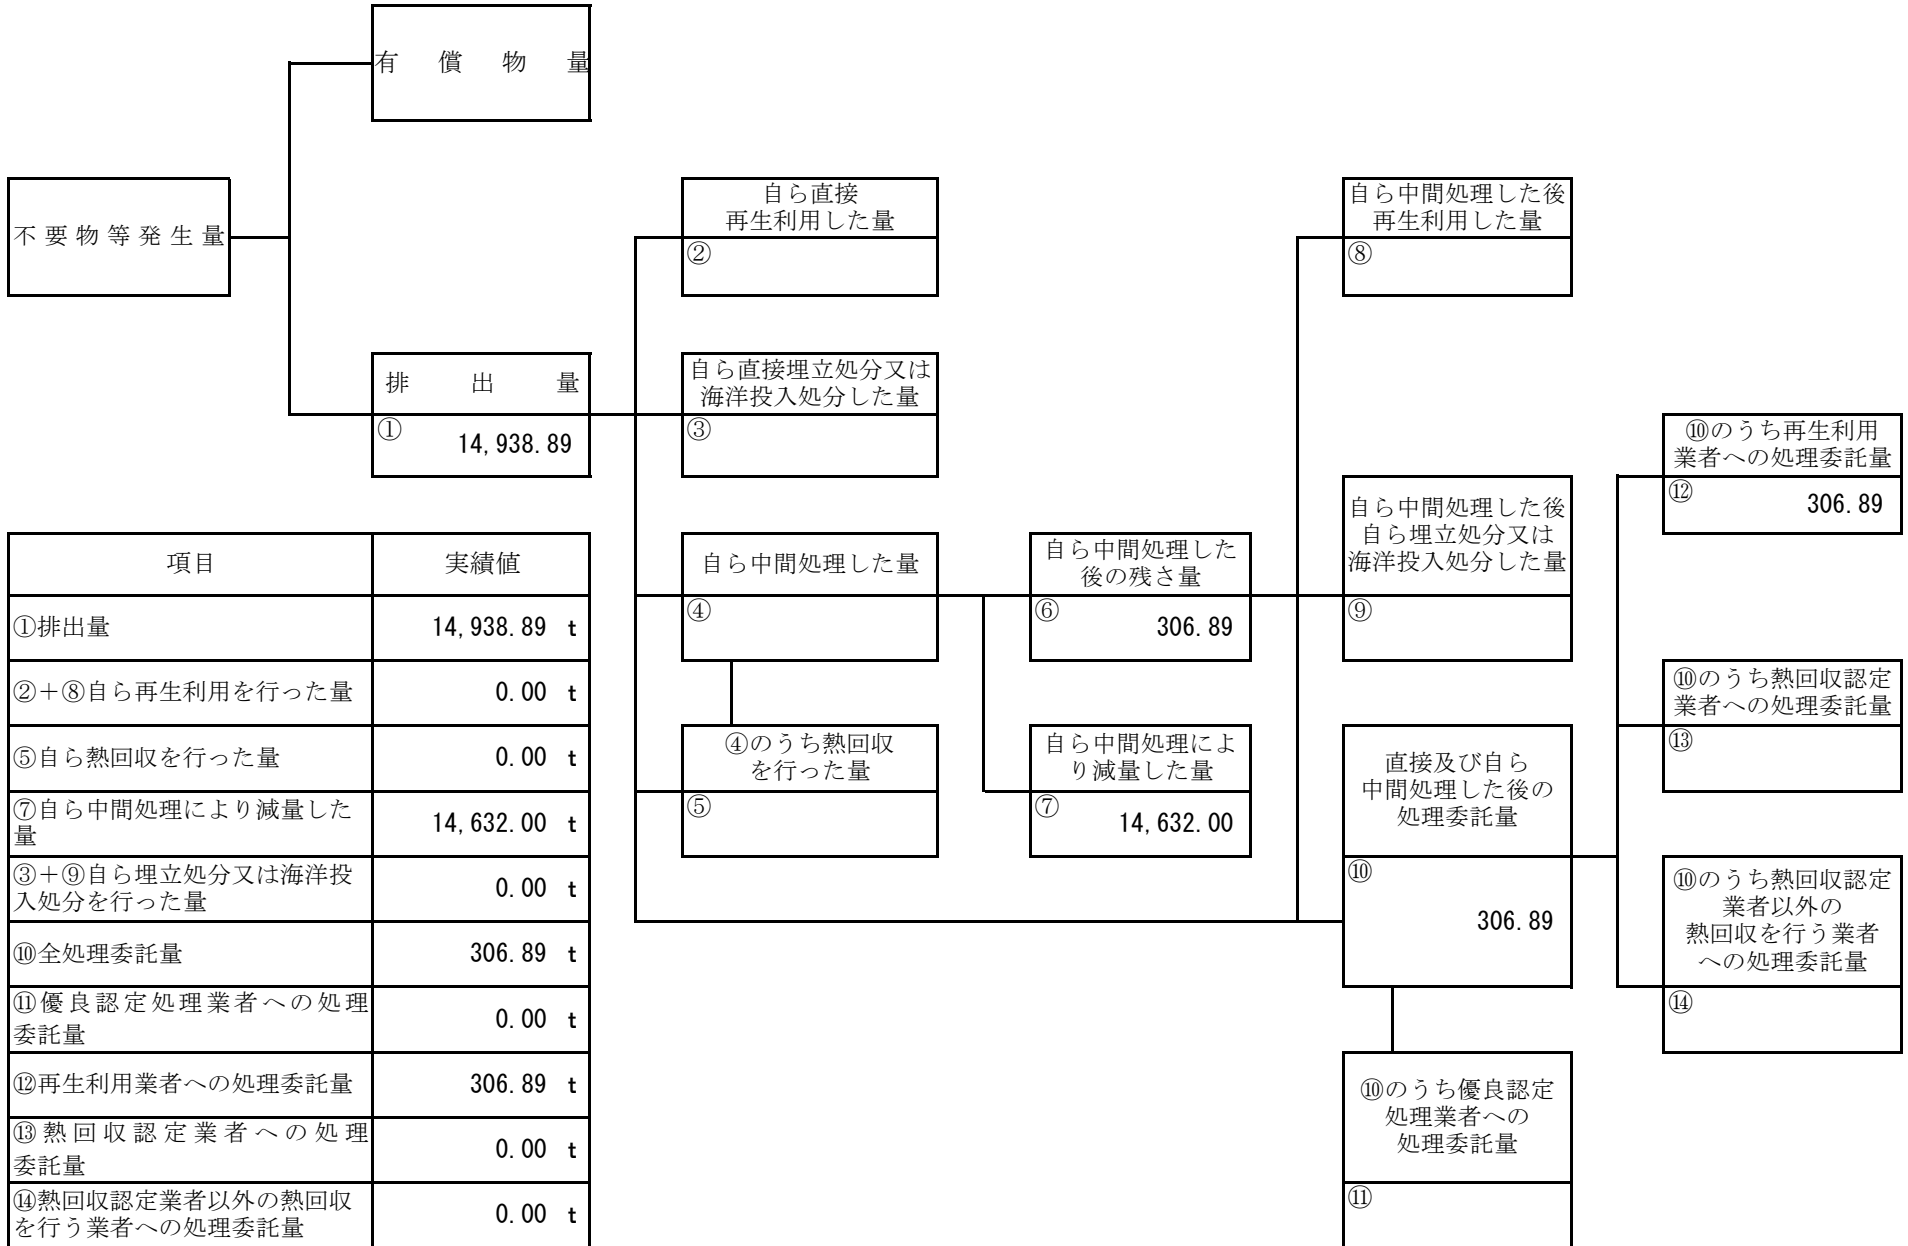 有償物量
不要物等発生量
排出量
①
14,938.89
自ら直接
再生利用した量
②
自ら直接埋立処分又は
海洋投入処分した量
③
自ら中間処理した量
④
④のうち熱回収
を行った量
⑤
自ら中間処理した
後の残さ量
⑥
306.89
自ら中間処理によ
り減量した量
⑦
14,632.00
自ら中間処理した後
再生利用した量
⑧
自ら中間処理した後
自ら埋立処分又は
海洋投入処分した量
⑨
直接及び自ら
中間処理した後の
処理委託量
⑩
306.89
⑩のうち優良認定
処理業者への
処理委託量
⑪
⑩のうち再生利用
業者への処理委託量
⑫
306.89
⑩のうち熱回収認定
業者への処理委託量
⑬
⑩のうち熱回収認定
業者以外の
熱回収を行う業者
への処理委託量
⑭
項目 実績値
①排出量 14,938.89 t
②+⑧自ら再生利用を行った量 0.00 t
⑤自ら熱回収を行った量 0.00 t
⑦自ら中間処理により減量した
量 14,632.00 t
③+⑨自ら埋立処分又は海洋投
入処分を行った量 0.00 t
⑩全処理委託量 306.89 t
⑪優良認定処理業者への処理
委託量 0.00 t
⑫再生利用業者への処理委託量 306.89 t
⑬熱回収認定業者への処理
委託量 0.00 t
⑭熱回収認定業者以外の熱回収
を行う業者への処理委託量 0.00 t